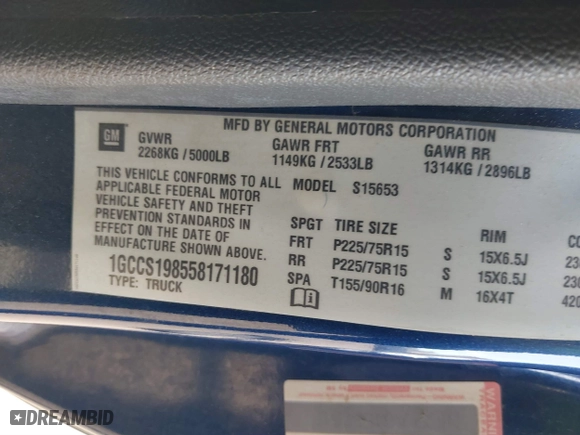 MFD BY GENERAL MOTORS CORPORATION
GM
GVWR GAWR FRT GAWR RR
2268KG / 5000LB 1149KG / 2533LB 1314KG / 2896LB
THIS VEHICLE CONFORMS TO ALL
APPLICABLE FEDERAL MOTOR
VEHICLE SAFETY AND THEFT
PREVENTION STANDARDS IN
EFFECT ON THE DATE OF
MANUFACTURE SHOWN ABOVE.
1GCCS198558171180
TYPE: TRUCK
MODEL S15653
SPGT TIRE SIZE RIM
FRT P225/75R15 S 15X6.5J
RR P225/75R15 S 15X6.5J
SPA T155/90R16 M 16X4T
DREAMBID